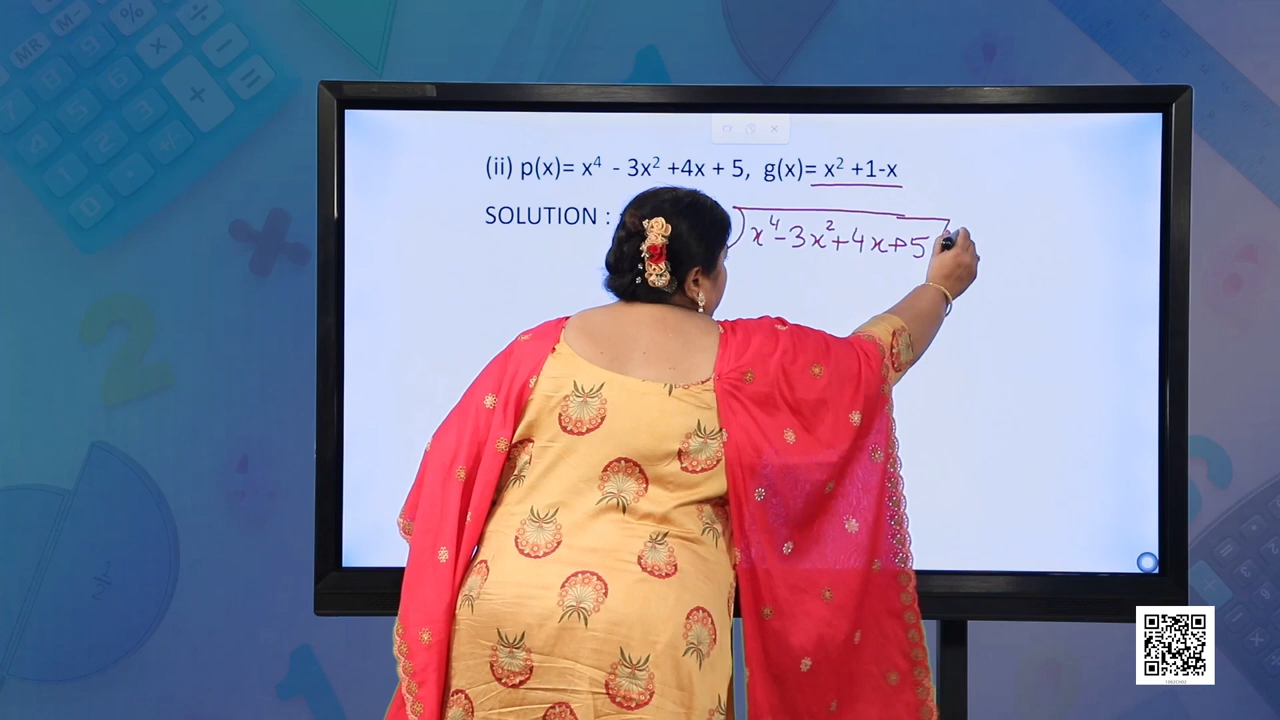 (ii) p(x)= x⁴ - 3x² +4x + 5, g(x)= x² +1-x
SOLUTION :
x⁴-3x²+4x+5